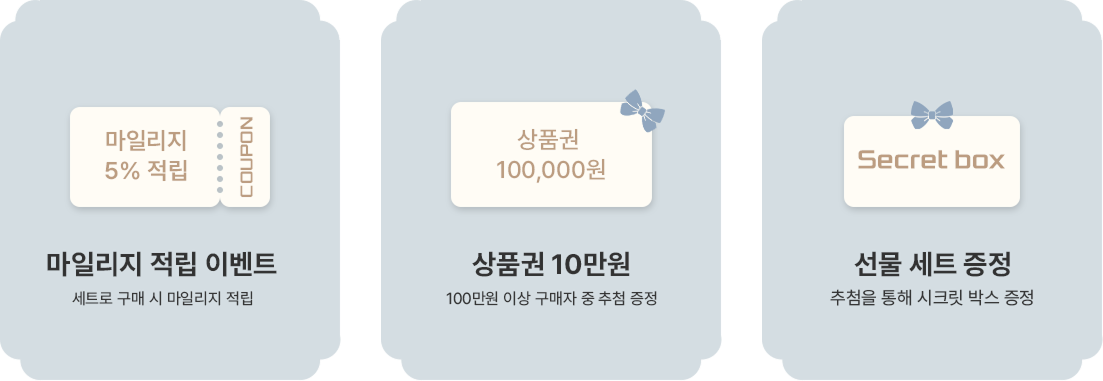 마일리지
5% 적립
COUPON
마일리지 적립 이벤트
세트로 구매 시 마일리지 적립
상품권
100,000원
상품권 10만원
100만원 이상 구매자 중 추첨 증정
Secret box
선물 세트 증정
추첨을 통해 시크릿 박스 증정